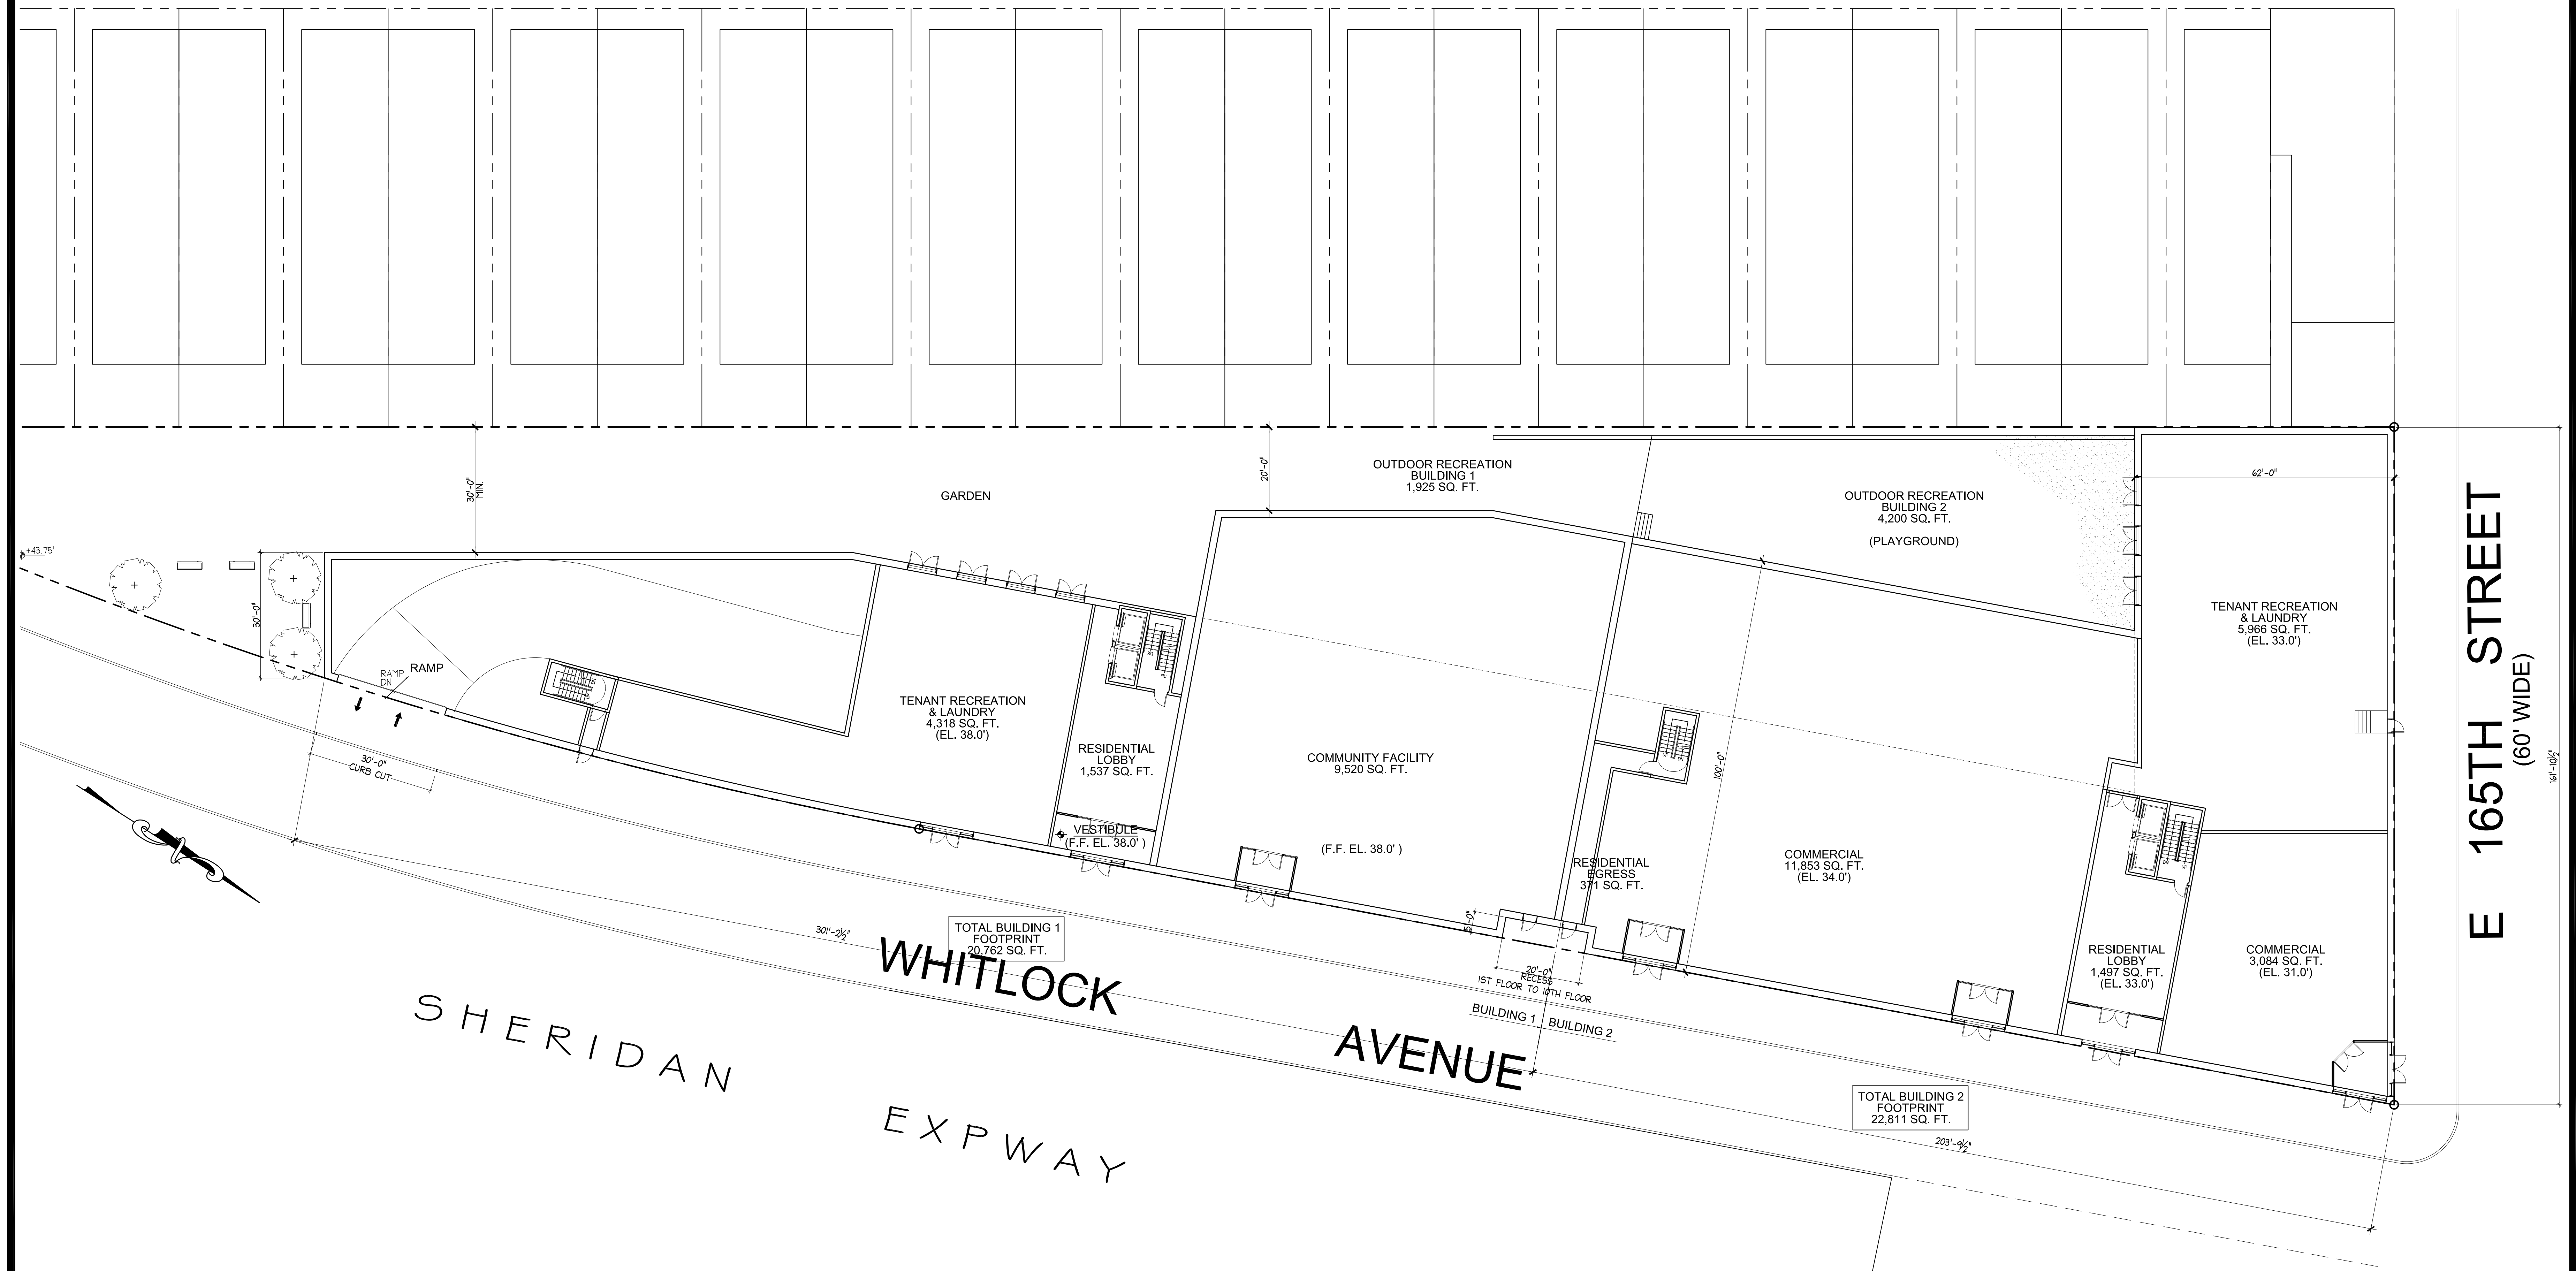 OUTDOOR RECREATION
BUILDING 1
1,925 SQ. FT.
20'-0"
30'-0"
MIN.
GARDEN
OUTDOOR RECREATION
BUILDING 2
4,200 SQ. FT.
(PLAYGROUND)
62'-0"
+43.75'
30'-0"
RAMP
DN
RAMP
30'-0"
CURB CUT
TENANT RECREATION
& LAUNDRY
4,318 SQ. FT.
(EL. 38.0')
RESIDENTIAL
LOBBY
1,537 SQ. FT.
VESTIBULE
(F.F. EL. 38.0' )
COMMUNITY FACILITY
9,520 SQ. FT.
(F.F. EL. 38.0' )
RESIDENTIAL
EGRESS
371 SQ. FT.
100'-0"
COMMERCIAL
11,853 SQ. FT.
(EL. 34.0')
TENANT RECREATION
& LAUNDRY
5,966 SQ. FT.
(EL. 33.0')
RESIDENTIAL
LOBBY
1,497 SQ. FT.
(EL. 33.0')
COMMERCIAL
3,084 SQ. FT.
(EL. 31.0')
E 165TH STREET
(60' WIDE)
161'-10½"
5'-0"
20'-0"
RECESS
1ST FLOOR TO 10TH FLOOR
BUILDING 1
BUILDING 2
301'-2½"
TOTAL BUILDING 1
FOOTPRINT
20,762 SQ. FT.
WHITLOCK
AVENUE
TOTAL BUILDING 2
FOOTPRINT
22,811 SQ. FT.
203'-9½"
SHERIDAN
EXPWAY